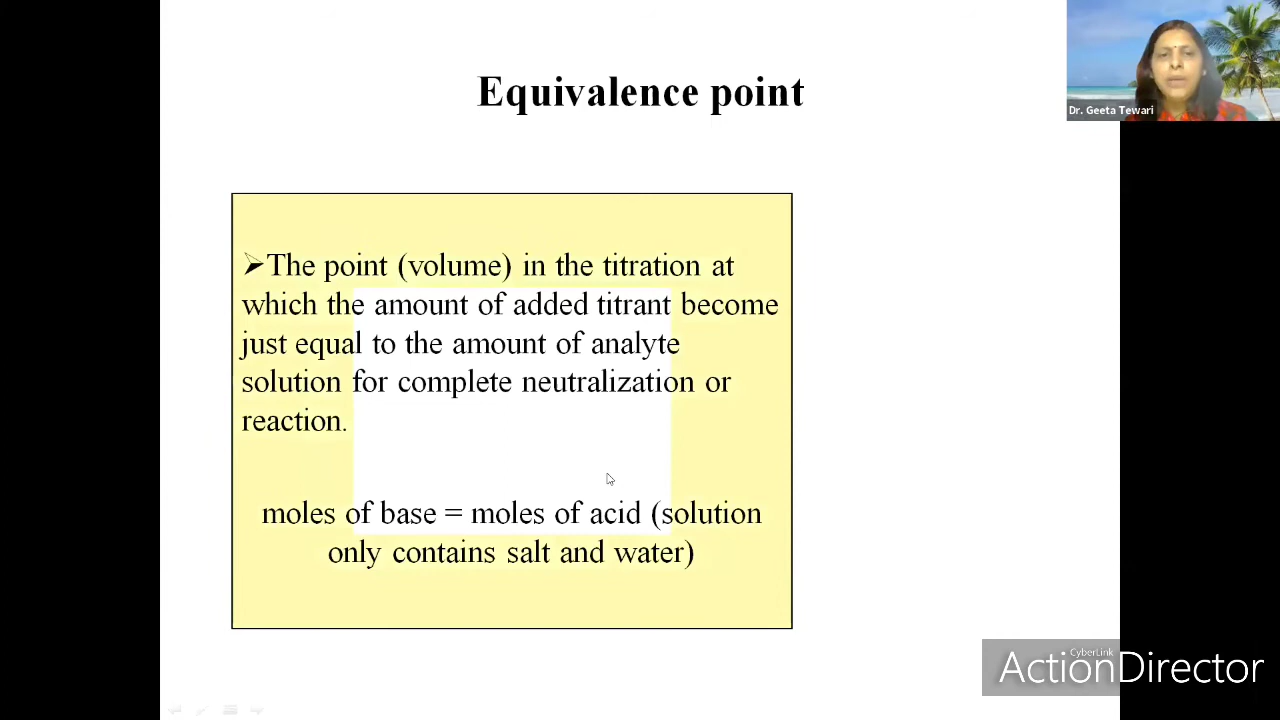 Equivalence point
Dr. Geeta Tewari
➢The point (volume) in the titration at
which the amount of added titrant become
just equal to the amount of analyte
solution for complete neutralization or
reaction.
moles of base = moles of acid (solution
only contains salt and water)
CyberLink
ActionDirector